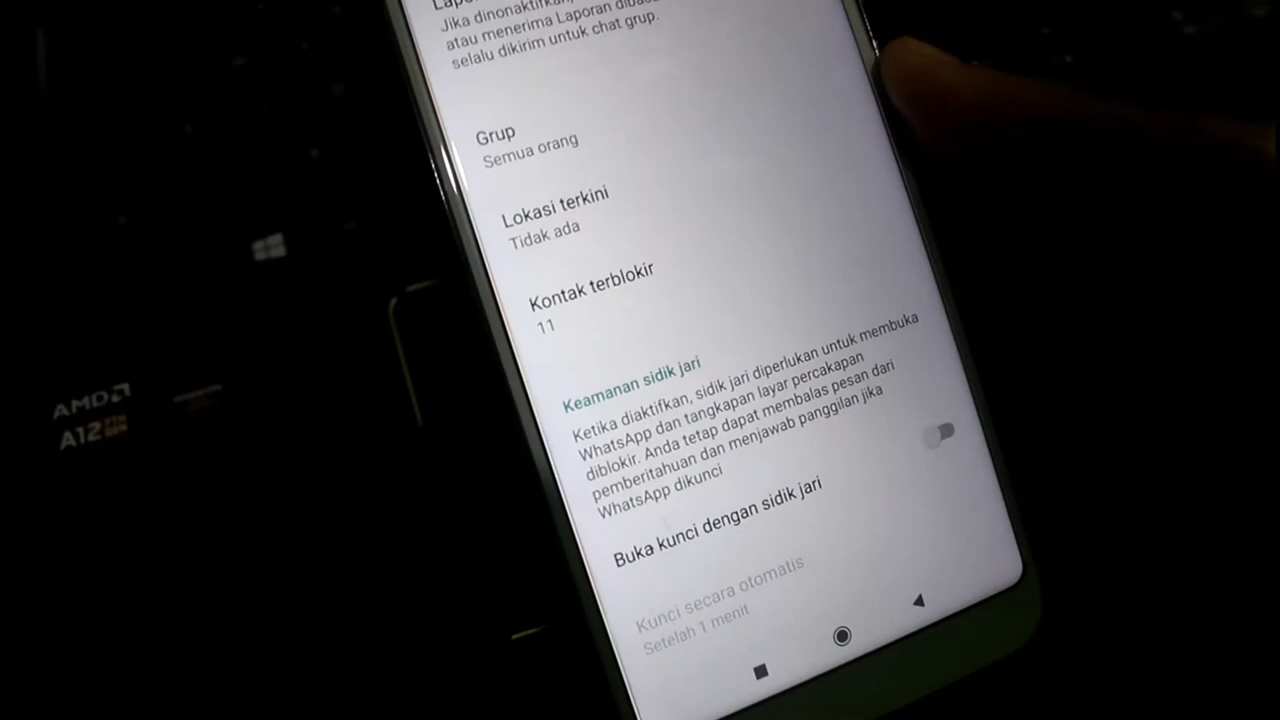 Jika dinonaktifkan,
atau menerima Laporan
selalu dikirim untuk chat grup.
Grup
Semua orang
Lokasi terkini
Tidak ada
Kontak terblokir
11
Keamanan sidik jari
Ketika diaktifkan, sidik jari diperlukan untuk membuka
WhatsApp dan tangkapan layar percakapan
diblokir. Anda tetap dapat membalas pesan dari
pemberitahuan dan menjawab panggilan jika
WhatsApp dikunci
Buka kunci dengan sidik jari
Kunci secara otomatis
Setelah 1 menit
AMD
A12